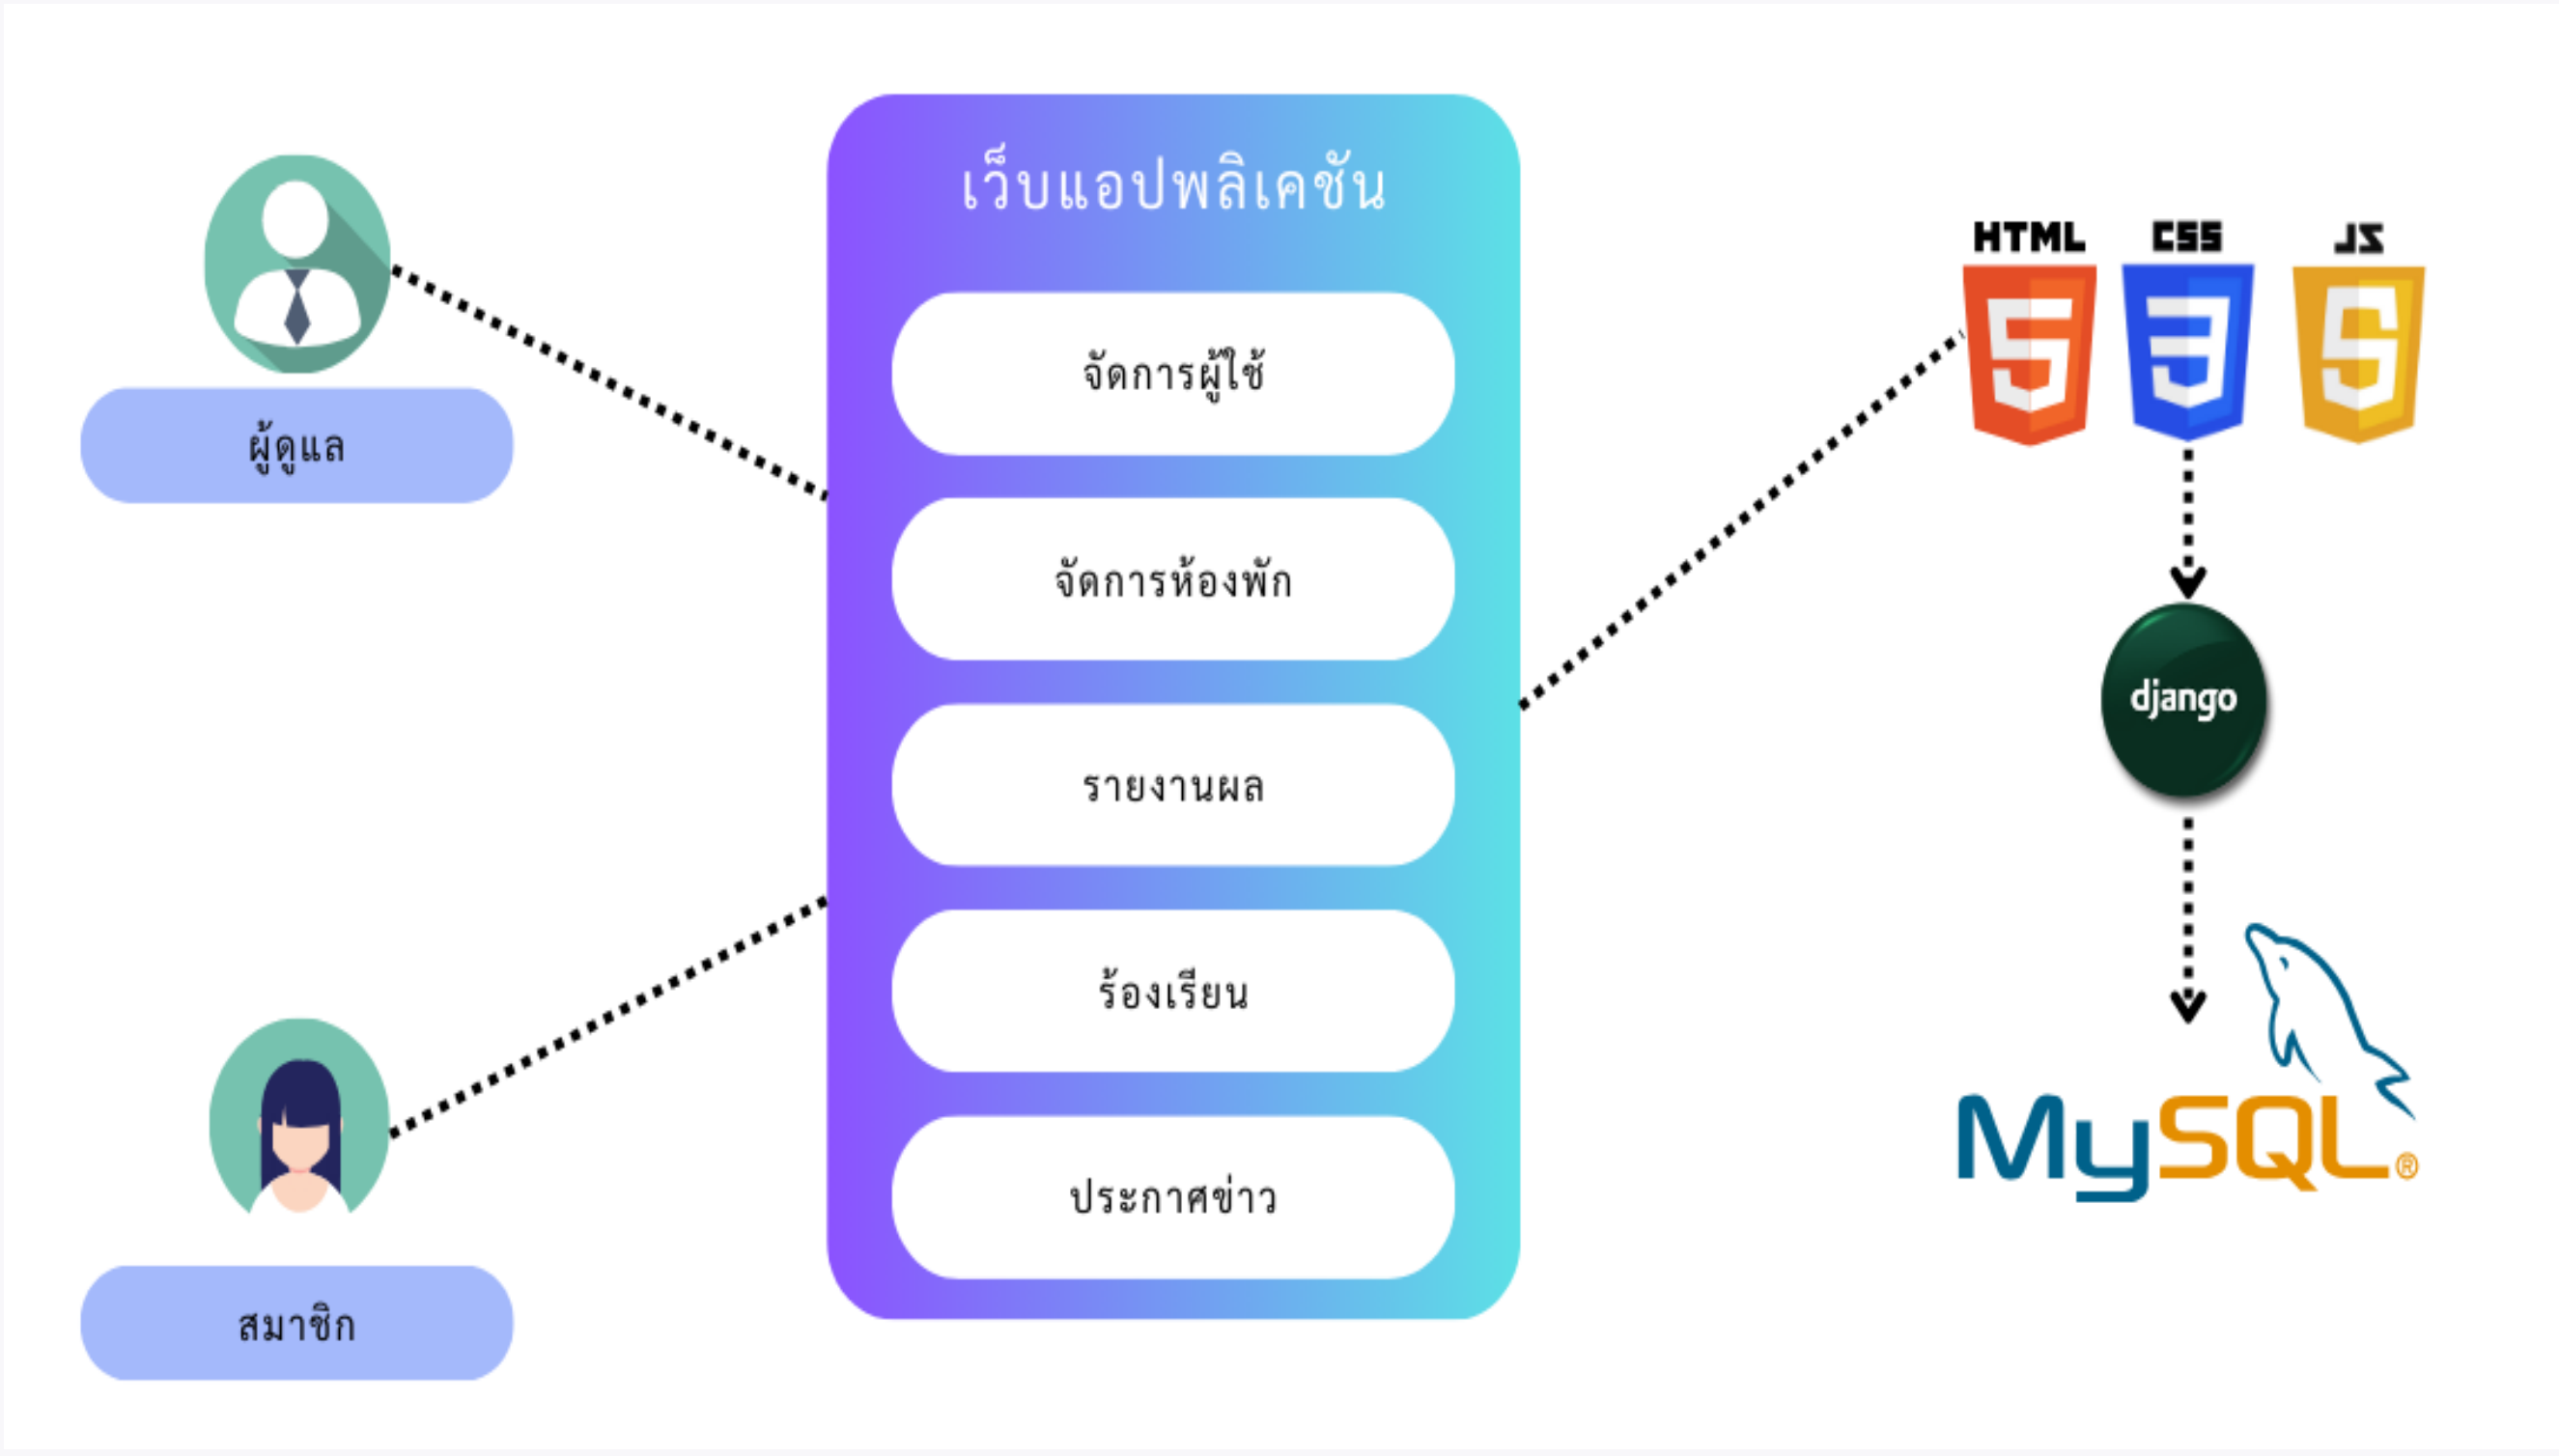 เว็บแอปพลิเคชัน
จัดการผู้ใช้
จัดการห้องพัก
รายงานผล
ร้องเรียน
ประกาศข่าว
ผู้ดูแล
สมาชิก
HTML CSS JS
django
MySQL®